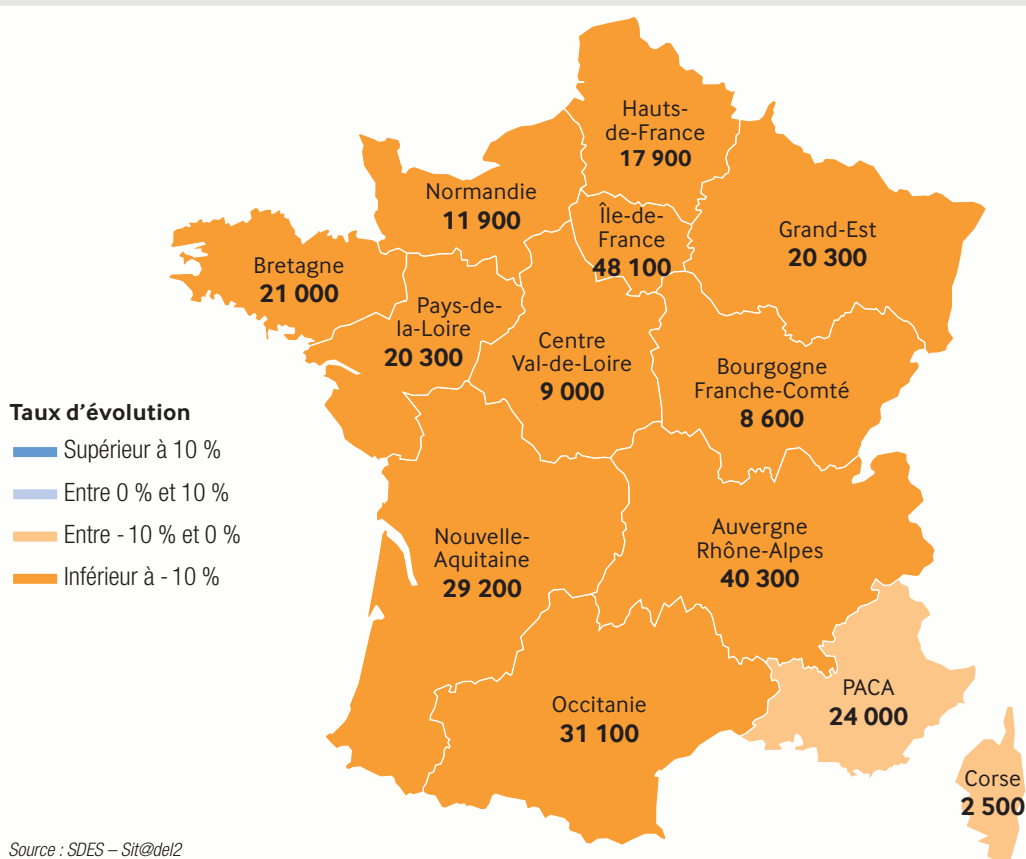 Hauts-
de-France
17 900
Normandie
11 900
Île-de-
France
48 100
Grand-Est
20 300
Bretagne
21 000
Pays-de-
la-Loire
20 300
Centre
Val-de-Loire
9 000
Bourgogne
Franche-Comté
8 600
Taux d'évolution
Supérieur à 10 %
Entre 0 % et 10 %
Entre - 10 % et 0 %
Inférieur à - 10 %
Nouvelle-
Aquitaine
29 200
Auvergne
Rhône-Alpes
40 300
Occitanie
31 100
PACA
24 000
Corse
2 500
Source : SDES – Sit@del2